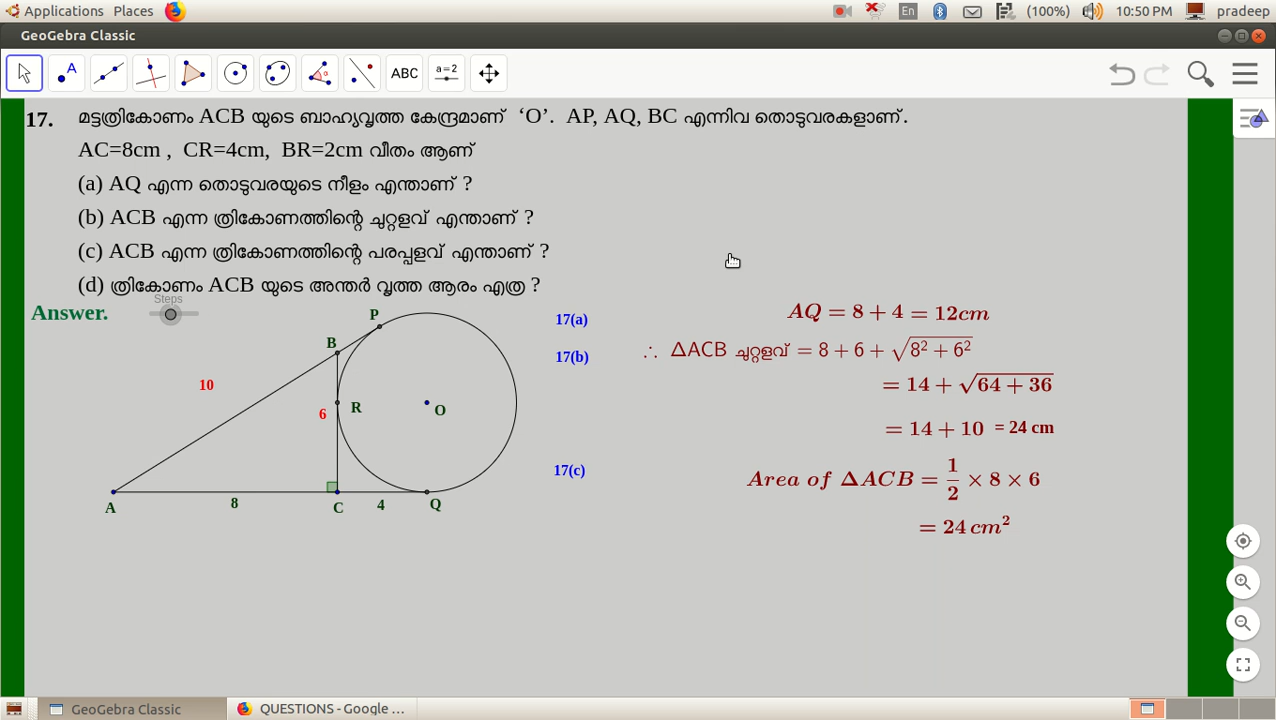 Applications Places En (100%) 10:50 PM pradeep
GeoGebra Classic
A ABC a=2
17. മട്ടത്രികോണം ACB യുടെ ബാഹ്യവൃത്ത കേന്ദ്രമാണ് ‘O’. AP, AQ, BC എന്നിവ തൊടുവരകളാണ്.
AC=8cm , CR=4cm, BR=2cm വീതം ആണ്
(a) AQ എന്ന തൊടുവരയുടെ നീളം എന്താണ് ?
(b) ACB എന്ന ത്രികോണത്തിന്റെ ചുറ്റളവ് എന്താണ് ?
(c) ACB എന്ന ത്രികോണത്തിന്റെ പരപ്പളവ് എന്താണ് ?
(d) ത്രികോണം ACB യുടെ അന്തർ വൃത്ത ആരം എത്ര ?
Steps
Answer.
P
B
10
6
R
O
A
8
C
4
Q
17(a) AQ = 8 + 4 = 12cm
17(b) ∴ ΔACB ചുറ്റളവ് = 8 + 6 + √(8² + 6²)
= 14 + √(64 + 36)
= 14 + 10 = 24 cm
17(c) Area of ΔACB = 1/2 × 8 × 6
= 24 cm²
GeoGebra Classic QUESTIONS - Google ...